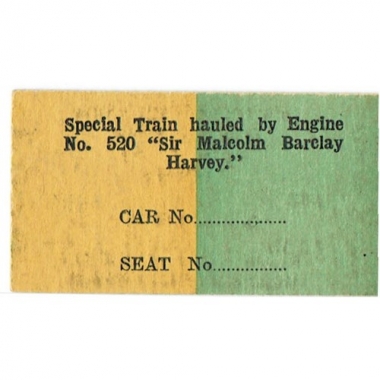 Special Train hauled by Engine
No. 520 “Sir Malcolm Barclay
Harvey.”
CAR No..................
SEAT No...............